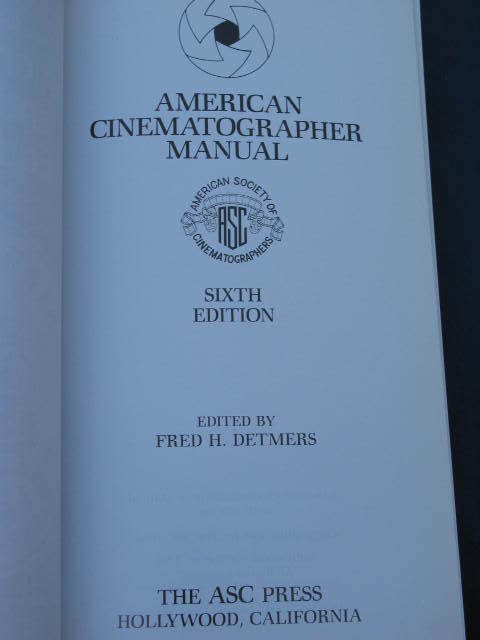 AMERICAN
CINEMATOGRAPHER
MANUAL
AMERICAN SOCIETY OF
ASC
CINEMATOGRAPHERS
SIXTH
EDITION
EDITED BY
FRED H. DETMERS
THE ASC PRESS
HOLLYWOOD, CALIFORNIA